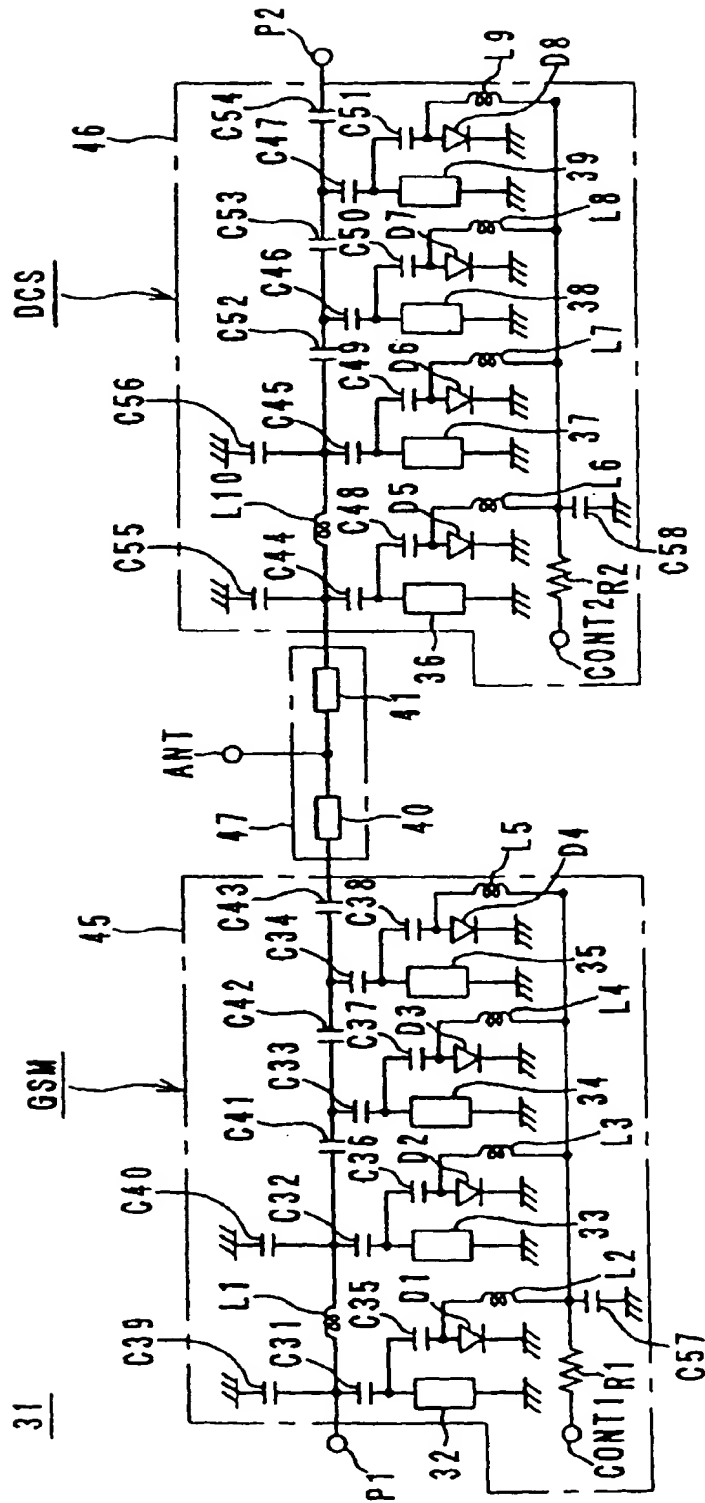 31
GSM
DCS
45
46
47
ANT
P1
P2
C39
C40
C41
C42
C43
L1
C31
C32
C33
C34
C35
C36
C37
C38
D1
D2
D3
D4
32
33
34
35
L2
L3
L4
L5
CONT1
R1
C57
40
41
C55
C56
C52
C53
C54
L10
C44
C45
C46
C47
C48
C49
C50
C51
D5
D6
D7
D8
36
37
38
39
L6
L7
L8
L9
CONT2
R2
C58